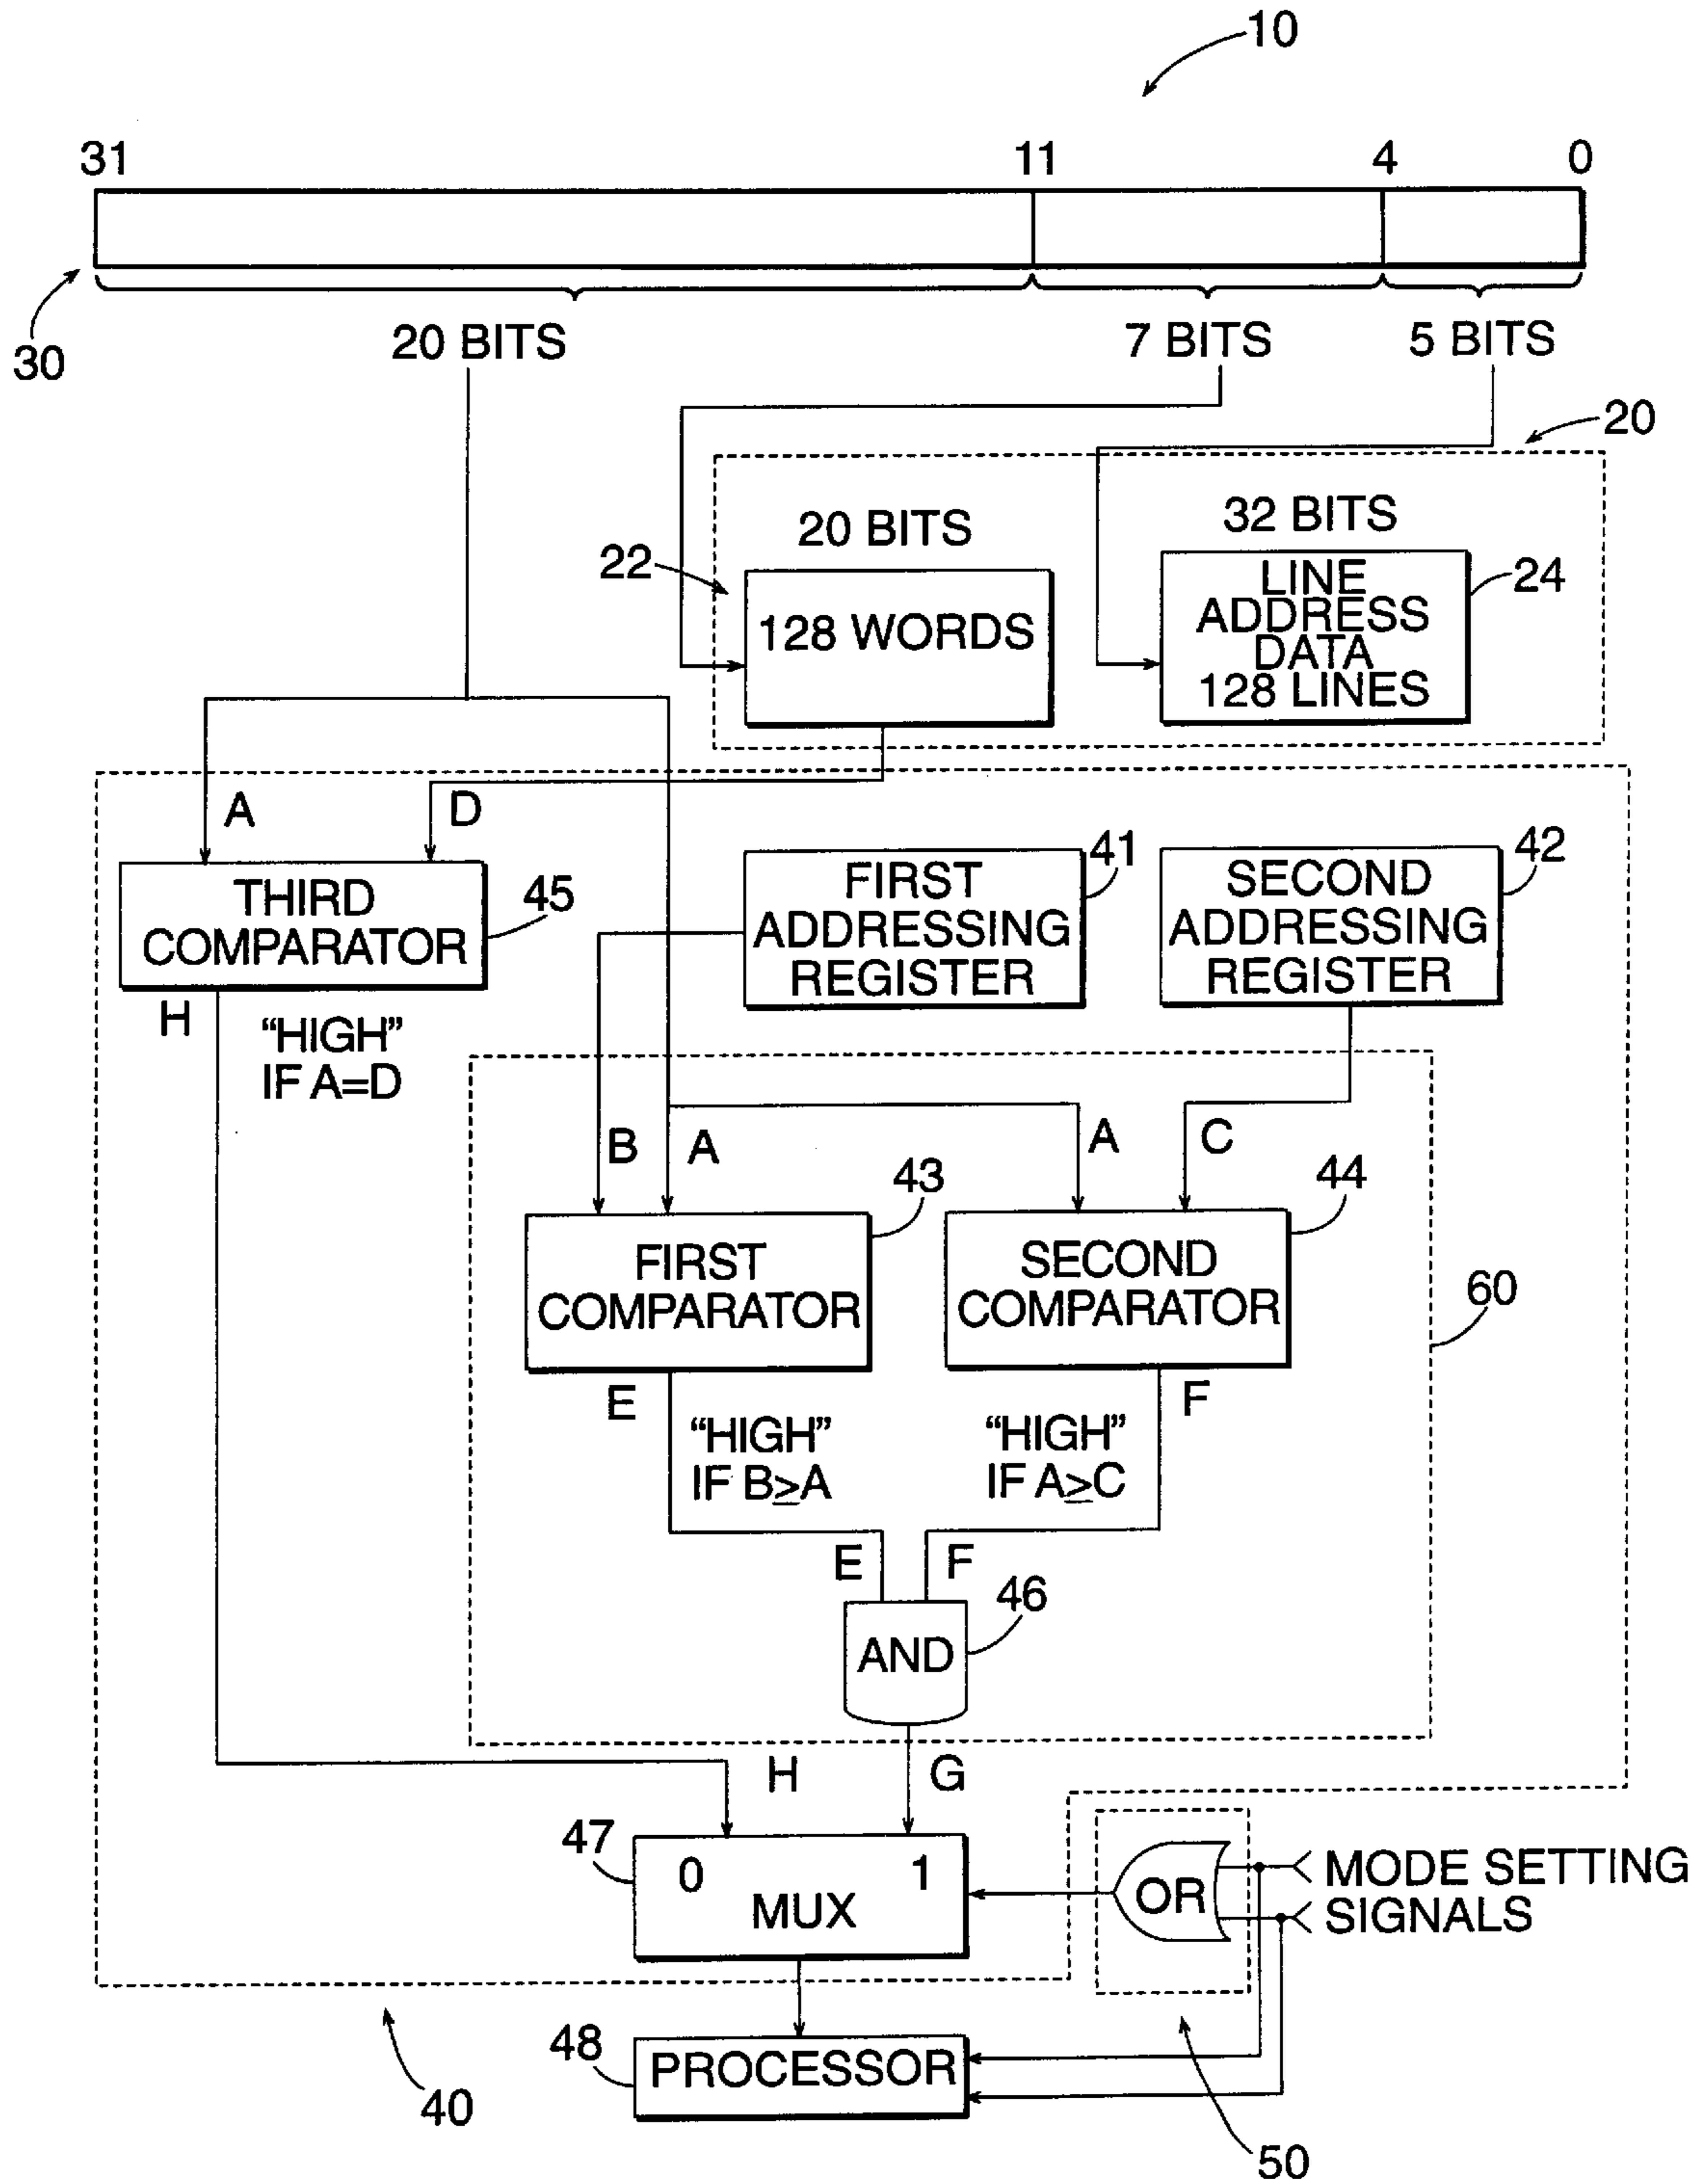 10
31 11 4 0
30
20 BITS 7 BITS 5 BITS
20
20 BITS
32 BITS
22
128 WORDS
LINE
ADDRESS
DATA
128 LINES
24
A D
THIRD
COMPARATOR
45
FIRST
ADDRESSING
REGISTER
41
SECOND
ADDRESSING
REGISTER
42
H
“HIGH”
IF A=D
B A A C
43
44
FIRST
COMPARATOR
SECOND
COMPARATOR
60
E
“HIGH”
IF B≥A
“HIGH”
IF A≥C
F
E F
46
AND
H G
47
0 1
MUX
OR
MODE SETTING
SIGNALS
48
PROCESSOR
40
50